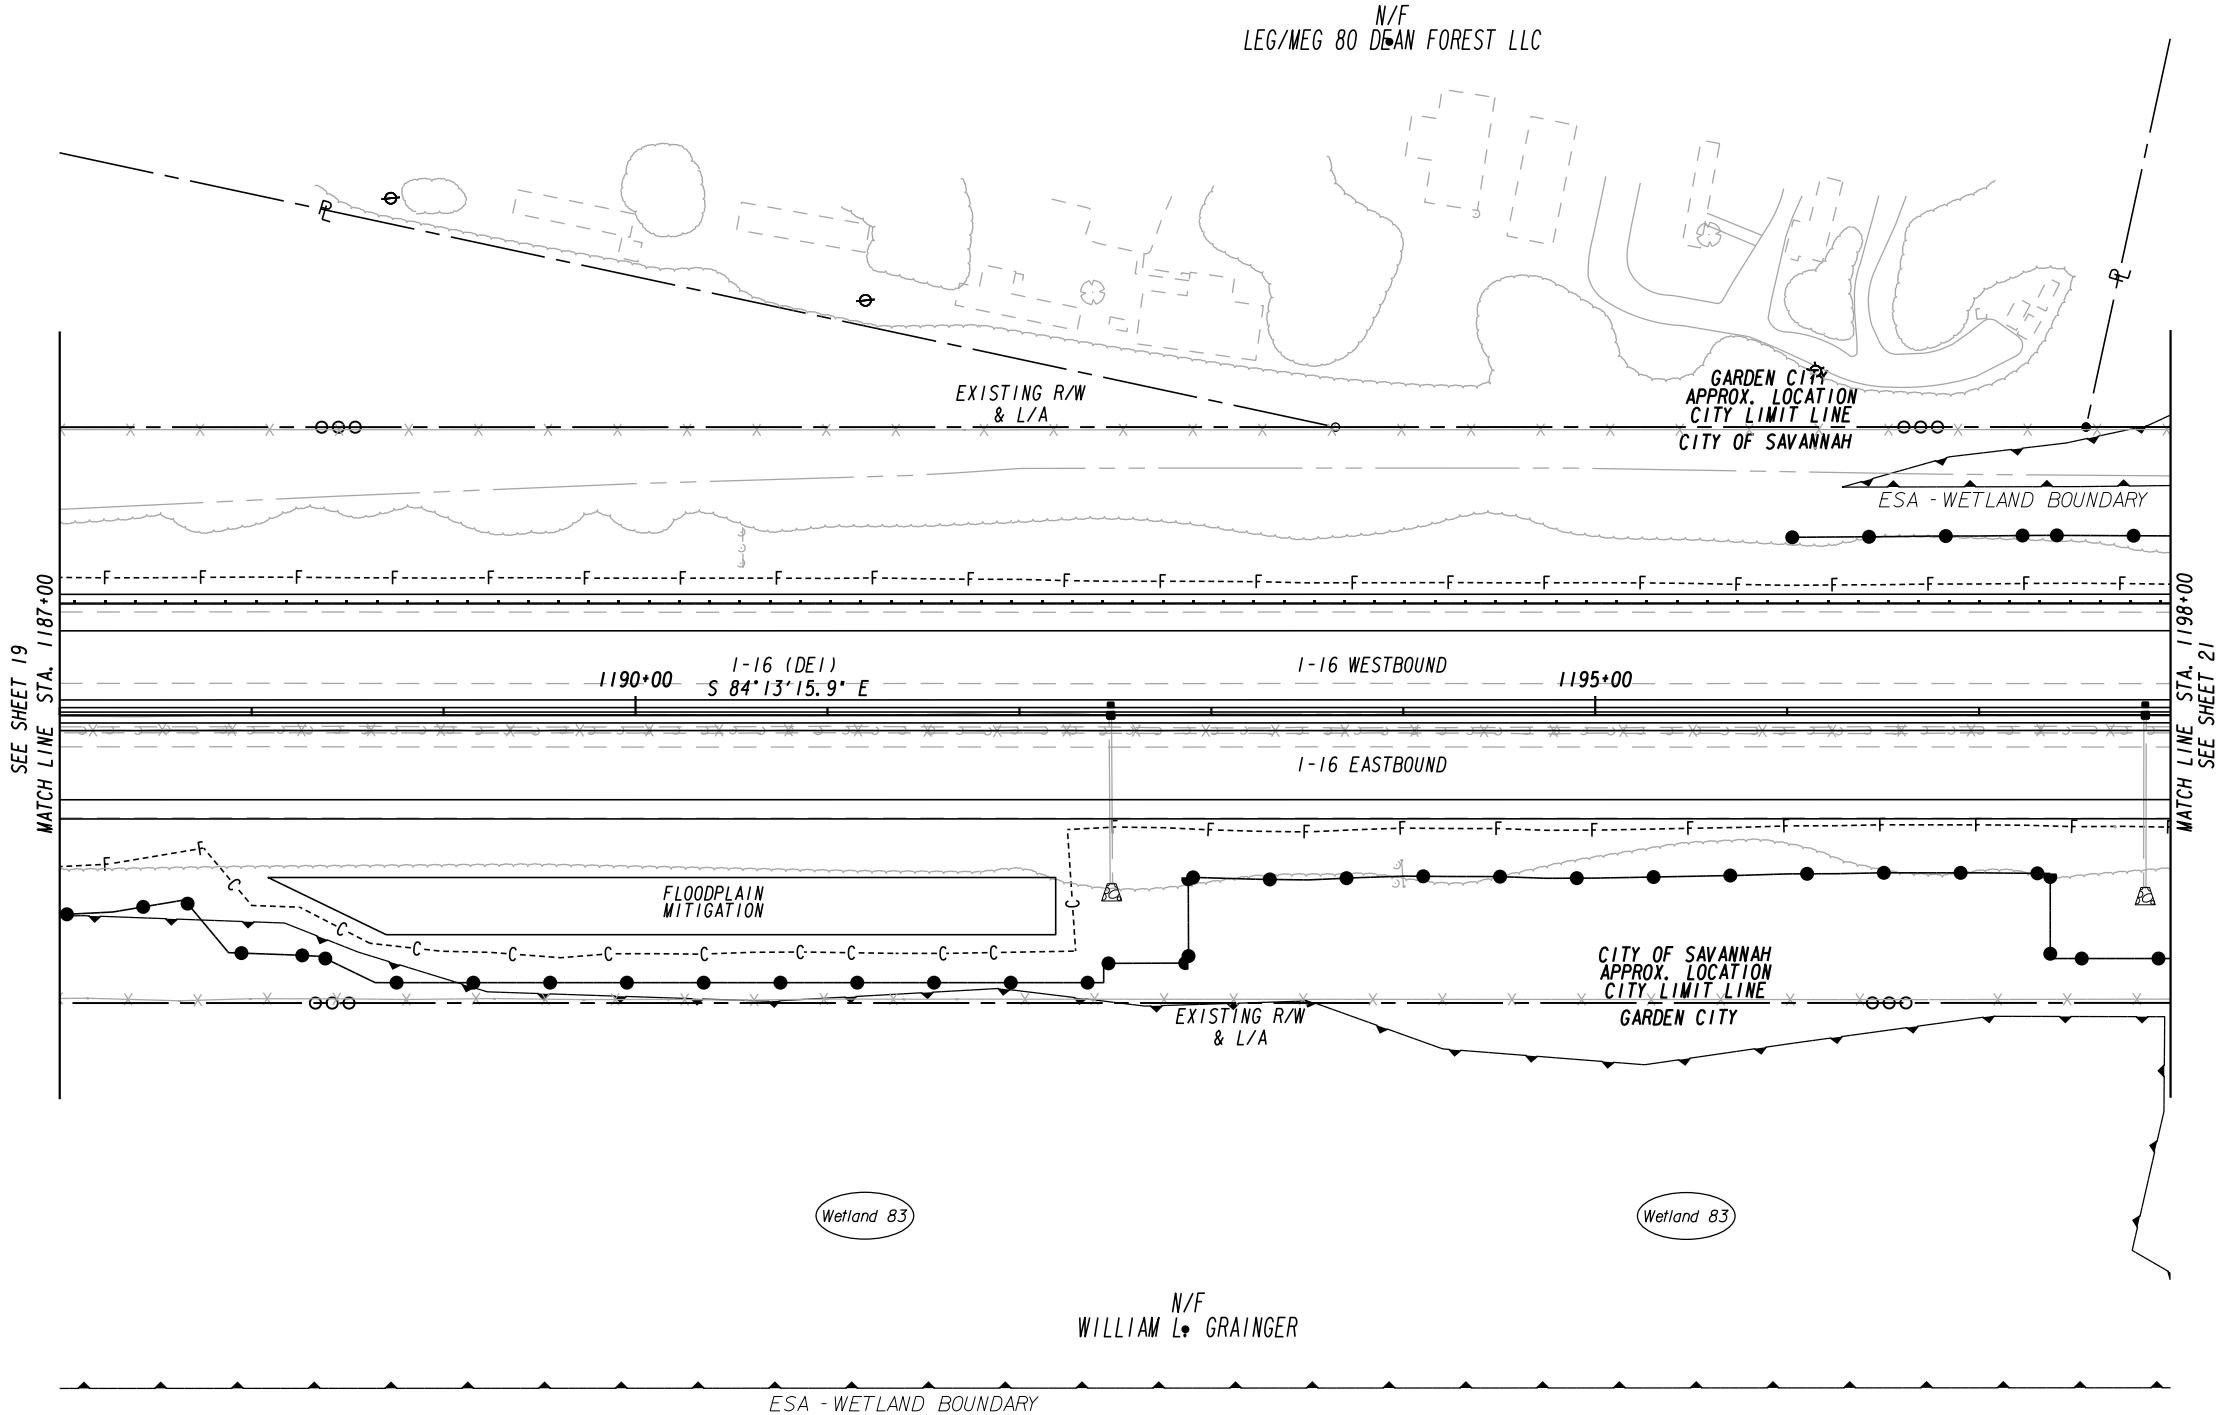 N/F
LEG/MEG 80 DEAN FOREST LLC
PL
PL
EXISTING R/W
& L/A
GARDEN CITY
APPROX. LOCATION
CITY LIMIT LINE
CITY OF SAVANNAH
ESA - WETLAND BOUNDARY
F F F F F F F F F F F F F F F F F F F F F F
SEE SHEET 19
MATCH LINE STA. 1187+00
I-16 (DE1)
S 84°13'15.9" E
1190+00
I-16 WESTBOUND
1195+00
I-16 EASTBOUND
MATCH LINE STA. 1198+00
SEE SHEET 21
F F F F F F F F F F F F F F
C C C C C C C C C C C
FLOODPLAIN
MITIGATION
CITY OF SAVANNAH
APPROX. LOCATION
CITY LIMIT LINE
GARDEN CITY
EXISTING R/W
& L/A
Wetland 83
Wetland 83
N/F
WILLIAM L. GRAINGER
ESA - WETLAND BOUNDARY